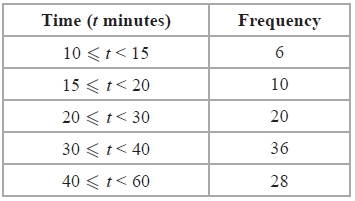 Time (t minutes) Frequency
10 ⩽ t < 15 6
15 ⩽ t < 20 10
20 ⩽ t < 30 20
30 ⩽ t < 40 36
40 ⩽ t < 60 28